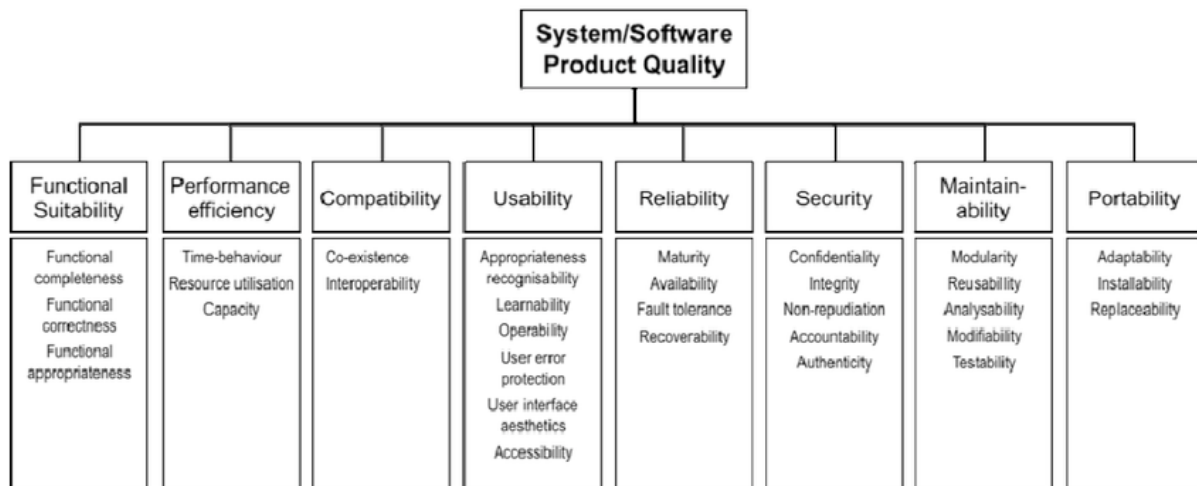 System/Software
Product Quality
Functional
Suitability
Functional
completeness
Functional
correctness
Functional
appropriateness
Performance
efficiency
Time-behaviour
Resource utilisation
Capacity
Compatibility
Co-existence
Interoperability
Usability
Appropriateness
recognisability
Learnability
Operability
User error
protection
User interface
aesthetics
Accessibility
Reliability
Maturity
Availability
Fault tolerance
Recoverability
Security
Confidentiality
Integrity
Non-repudiation
Accountability
Authenticity
Maintain-
ability
Modularity
Reusability
Analysability
Modifiability
Testability
Portability
Adaptability
Installability
Replaceability